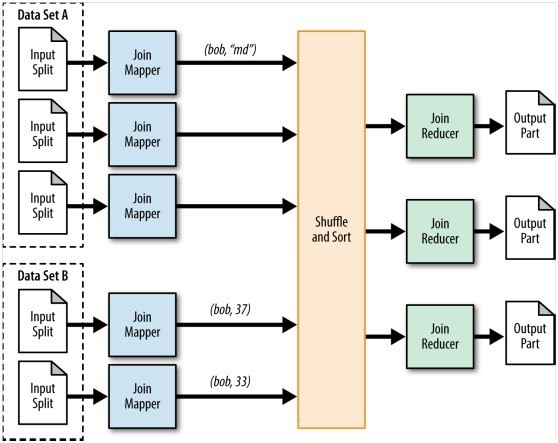 Data Set A
Input
Split
Join
Mapper
(bob, "md")
Input
Split
Join
Mapper
Input
Split
Join
Mapper
Shuffle
and Sort
Join
Reducer
Output
Part
Join
Reducer
Output
Part
Join
Reducer
Output
Part
Data Set B
Input
Split
Join
Mapper
(bob, 37)
Input
Split
Join
Mapper
(bob, 33)